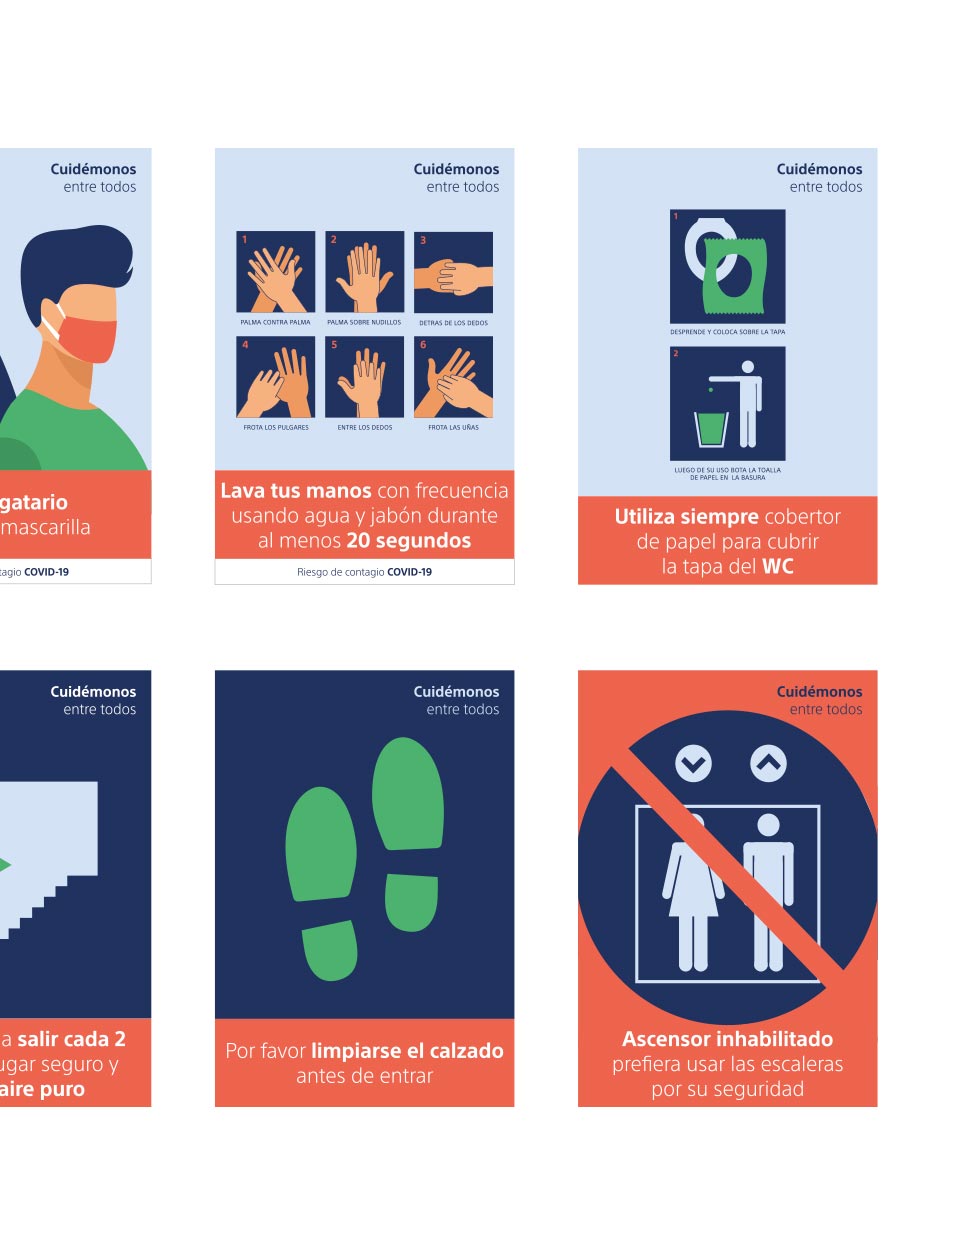 Cuidémonos
entre todos
gatario
mascarilla
tagio COVID-19
Cuidémonos
entre todos
1
2
3
PALMA CONTRA PALMA
PALMA SOBRE NUDILLOS
DETRAS DE LOS DEDOS
4
5
6
FROTA LOS PULGARES
ENTRE LOS DEDOS
FROTA LAS UÑAS
Lava tus manos con frecuencia
usando agua y jabón durante
al menos 20 segundos
Riesgo de contagio COVID-19
Cuidémonos
entre todos
1
DESPRENDE Y COLOCA SOBRE LA TAPA
2
LUEGO DE SU USO BOTA LA TOALLA
DE PAPEL EN LA BASURA
Utiliza siempre cobertor
de papel para cubrir
la tapa del WC
Cuidémonos
entre todos
a salir cada 2
ugar seguro y
aire puro
Cuidémonos
entre todos
Por favor limpiarse el calzado
antes de entrar
Cuidémonos
entre todos
Ascensor inhabilitado
prefiera usar las escaleras
por su seguridad